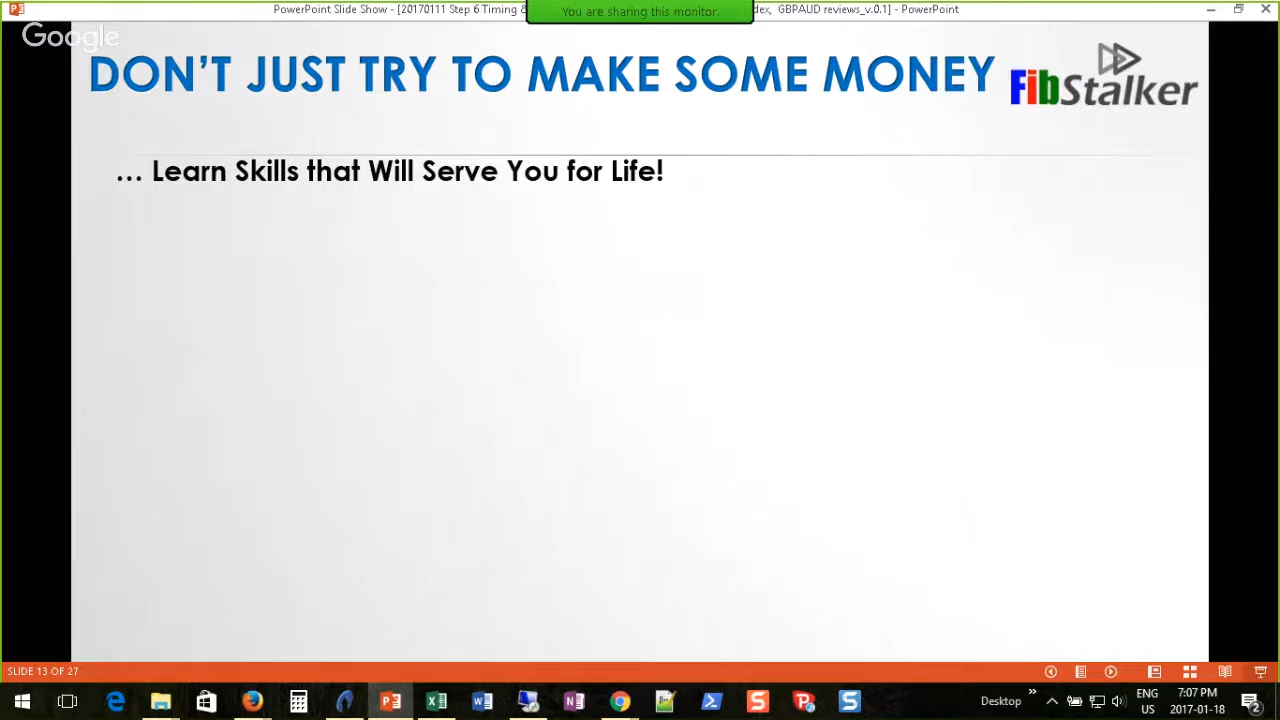 PowerPoint Slide Show - [20170111 Step 6 Timing &
You are sharing this monitor.
dex, GBPAUD reviews_v.0.1] - PowerPoint
Google
DON'T JUST TRY TO MAKE SOME MONEY
FibStalker
... Learn Skills that Will Serve You for Life!
SLIDE 13 OF 27
Desktop
ENG
US
7:07 PM
2017-01-18
2